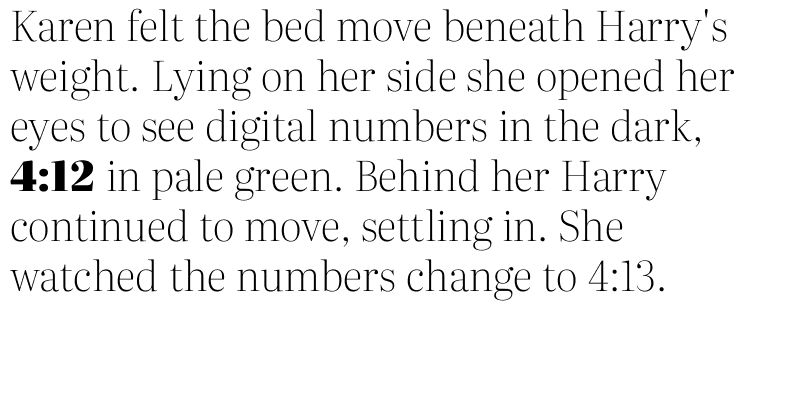 Karen felt the bed move beneath Harry's
weight. Lying on her side she opened her
eyes to see digital numbers in the dark,
4:12 in pale green. Behind her Harry
continued to move, settling in. She
watched the numbers change to 4:13.